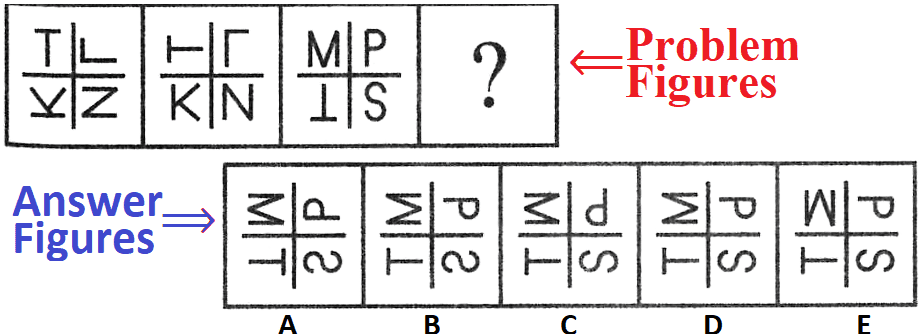 T L T L M P ? ⇐ Problem
K N K N T S Figures
Answer ⇒ M P M P M P M P M P
Figures T S T S T S T S T S
A B C D E